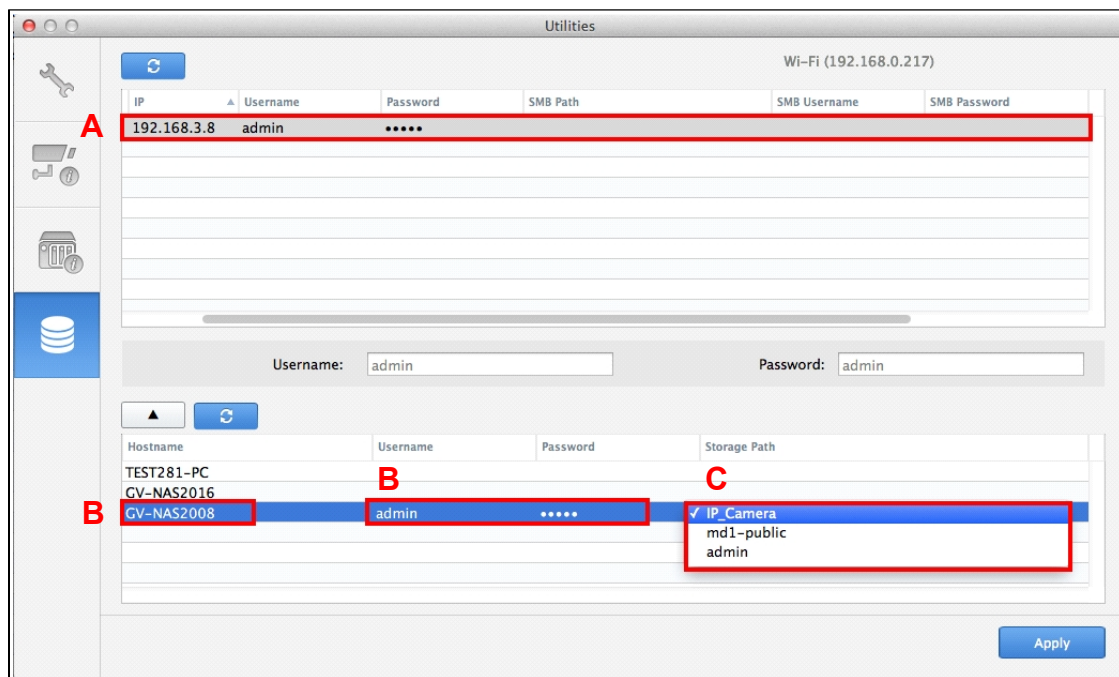 Utilities
Wi-Fi (192.168.0.217)
IP ▲ Username Password SMB Path SMB Username SMB Password
A 192.168.3.8 admin •••••
Username: admin Password: admin
▲
Hostname Username Password Storage Path
TEST281-PC B C
GV-NAS2016
B GV-NAS2008 admin ••••• ✓ IP_Camera
md1-public
admin
Apply